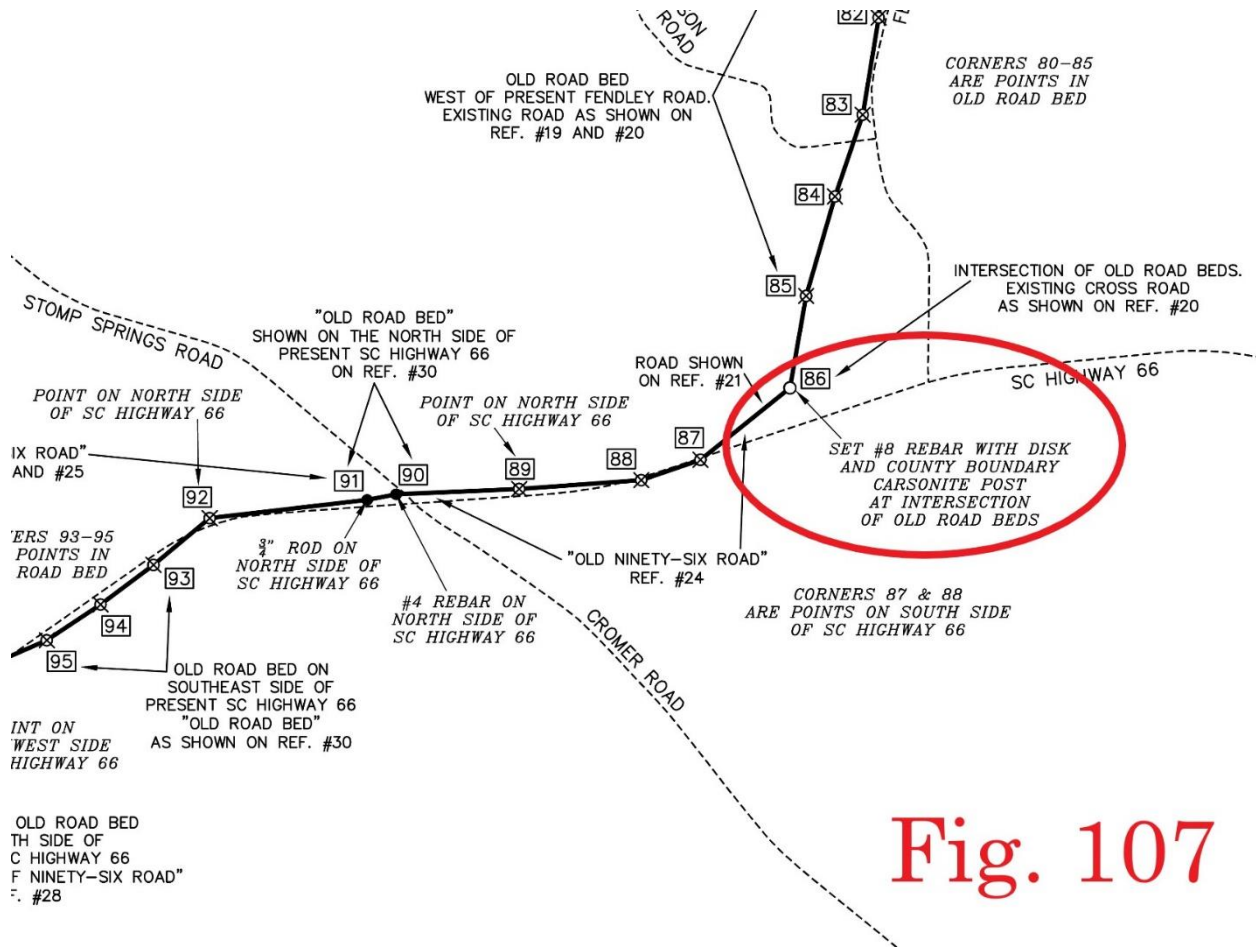 SON
ROAD
82
CORNERS 80-85
ARE POINTS IN
OLD ROAD BED
OLD ROAD BED
WEST OF PRESENT FENDLEY ROAD.
EXISTING ROAD AS SHOWN ON
REF. #19 AND #20
83
84
85
INTERSECTION OF OLD ROAD BEDS.
EXISTING CROSS ROAD
AS SHOWN ON REF. #20
STOMP SPRINGS ROAD
"OLD ROAD BED"
SHOWN ON THE NORTH SIDE OF
PRESENT SC HIGHWAY 66
ON REF. #30
ROAD SHOWN
ON REF. #21
86
SC HIGHWAY 66
POINT ON NORTH SIDE
OF SC HIGHWAY 66
POINT ON NORTH SIDE
OF SC HIGHWAY 66
IX ROAD"
AND #25
91
90
89
88
87
92
SET #8 REBAR WITH DISK
AND COUNTY BOUNDARY
CARSONITE POST
AT INTERSECTION
OF OLD ROAD BEDS
ERS 93-95
POINTS IN
ROAD BED
93
94
95
3/4" ROD ON
NORTH SIDE OF
SC HIGHWAY 66
#4 REBAR ON
NORTH SIDE OF
SC HIGHWAY 66
"OLD NINETY-SIX ROAD"
REF. #24
CORNERS 87 & 88
ARE POINTS ON SOUTH SIDE
OF SC HIGHWAY 66
CROMER ROAD
OLD ROAD BED ON
SOUTHEAST SIDE OF
PRESENT SC HIGHWAY 66
"OLD ROAD BED"
AS SHOWN ON REF. #30
INT ON
WEST SIDE
HIGHWAY 66
OLD ROAD BED
TH SIDE OF
C HIGHWAY 66
F NINETY-SIX ROAD"
F. #28
Fig. 107